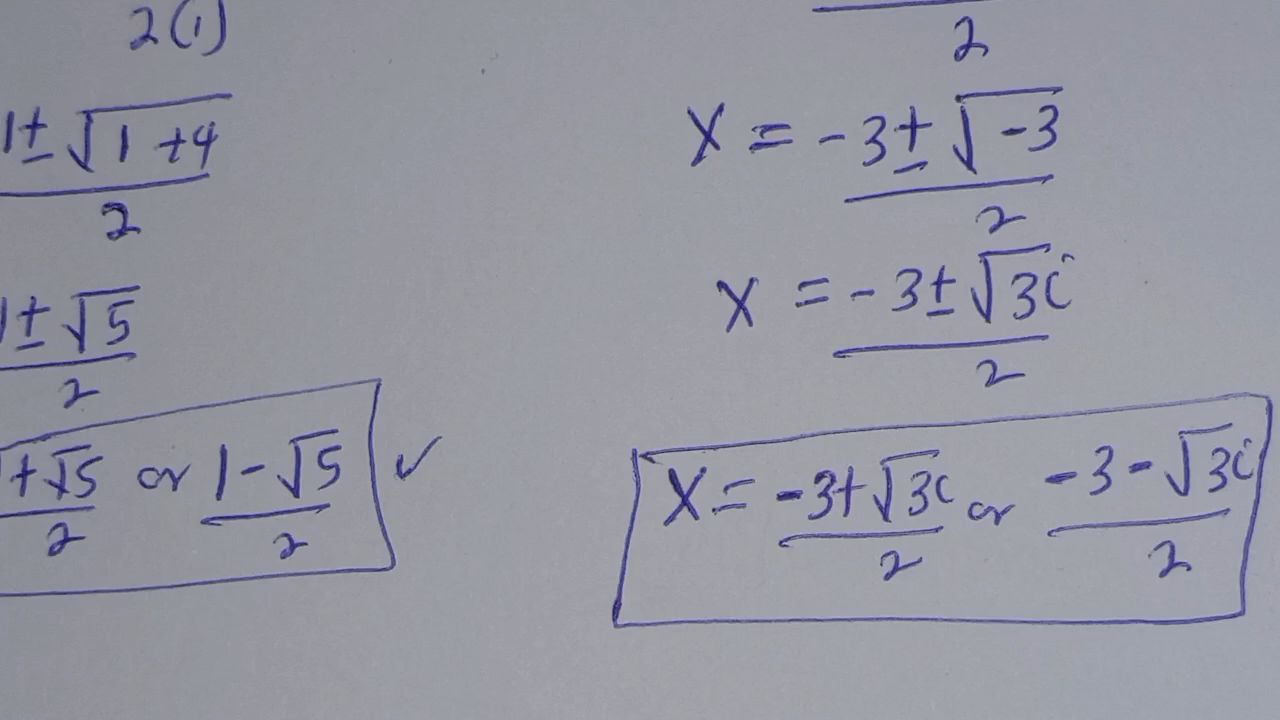 2(1)
1 ± √(1 + 4)
2
1 ± √5
2
1 + √5 or 1 - √5 ✓
2 2
2
X = -3 ± √-3
2
X = -3 ± √3i
2
X = -3 + √3i or -3 - √3i
2 2